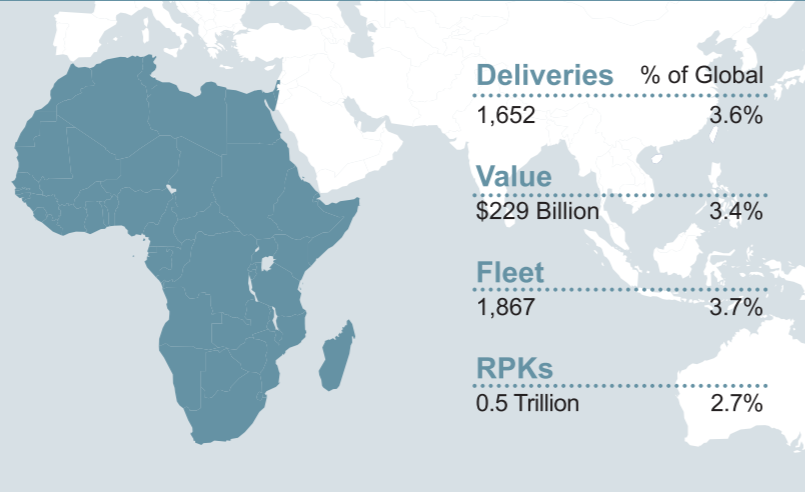 Deliveries % of Global
1,652 3.6%
Value
$229 Billion 3.4%
Fleet
1,867 3.7%
RPKs
0.5 Trillion 2.7%